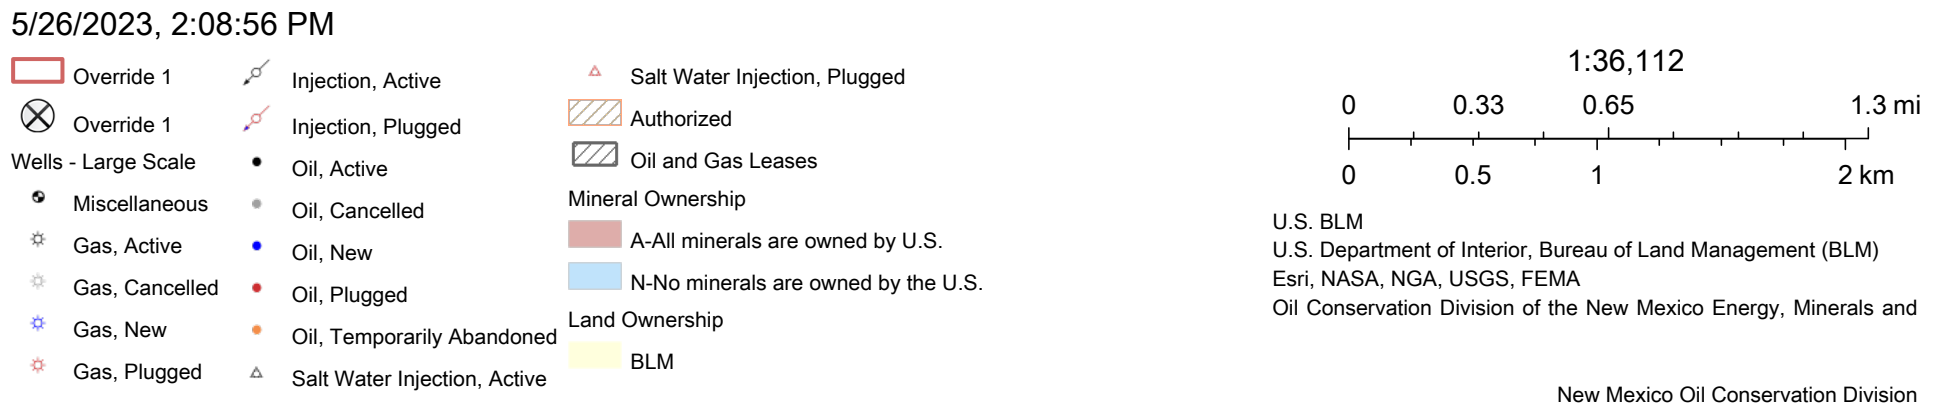 5/26/2023, 2:08:56 PM
Override 1
Override 1
Wells - Large Scale
Miscellaneous
Gas, Active
Gas, Cancelled
Gas, New
Gas, Plugged
Injection, Active
Injection, Plugged
Oil, Active
Oil, Cancelled
Oil, New
Oil, Plugged
Oil, Temporarily Abandoned
Salt Water Injection, Active
Salt Water Injection, Plugged
Authorized
Oil and Gas Leases
Mineral Ownership
A-All minerals are owned by U.S.
N-No minerals are owned by the U.S.
Land Ownership
BLM
1:36,112
0 0.33 0.65 1.3 mi
0 0.5 1 2 km
U.S. BLM
U.S. Department of Interior, Bureau of Land Management (BLM)
Esri, NASA, NGA, USGS, FEMA
Oil Conservation Division of the New Mexico Energy, Minerals and
New Mexico Oil Conservation Division